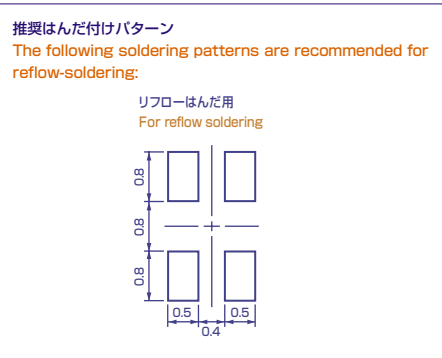 推奨はんだ付けパターン
The following soldering patterns are recommended for
reflow-soldering:
リフローはんだ用
For reflow soldering
0.8
0.8
0.8
0.5
0.5
0.4